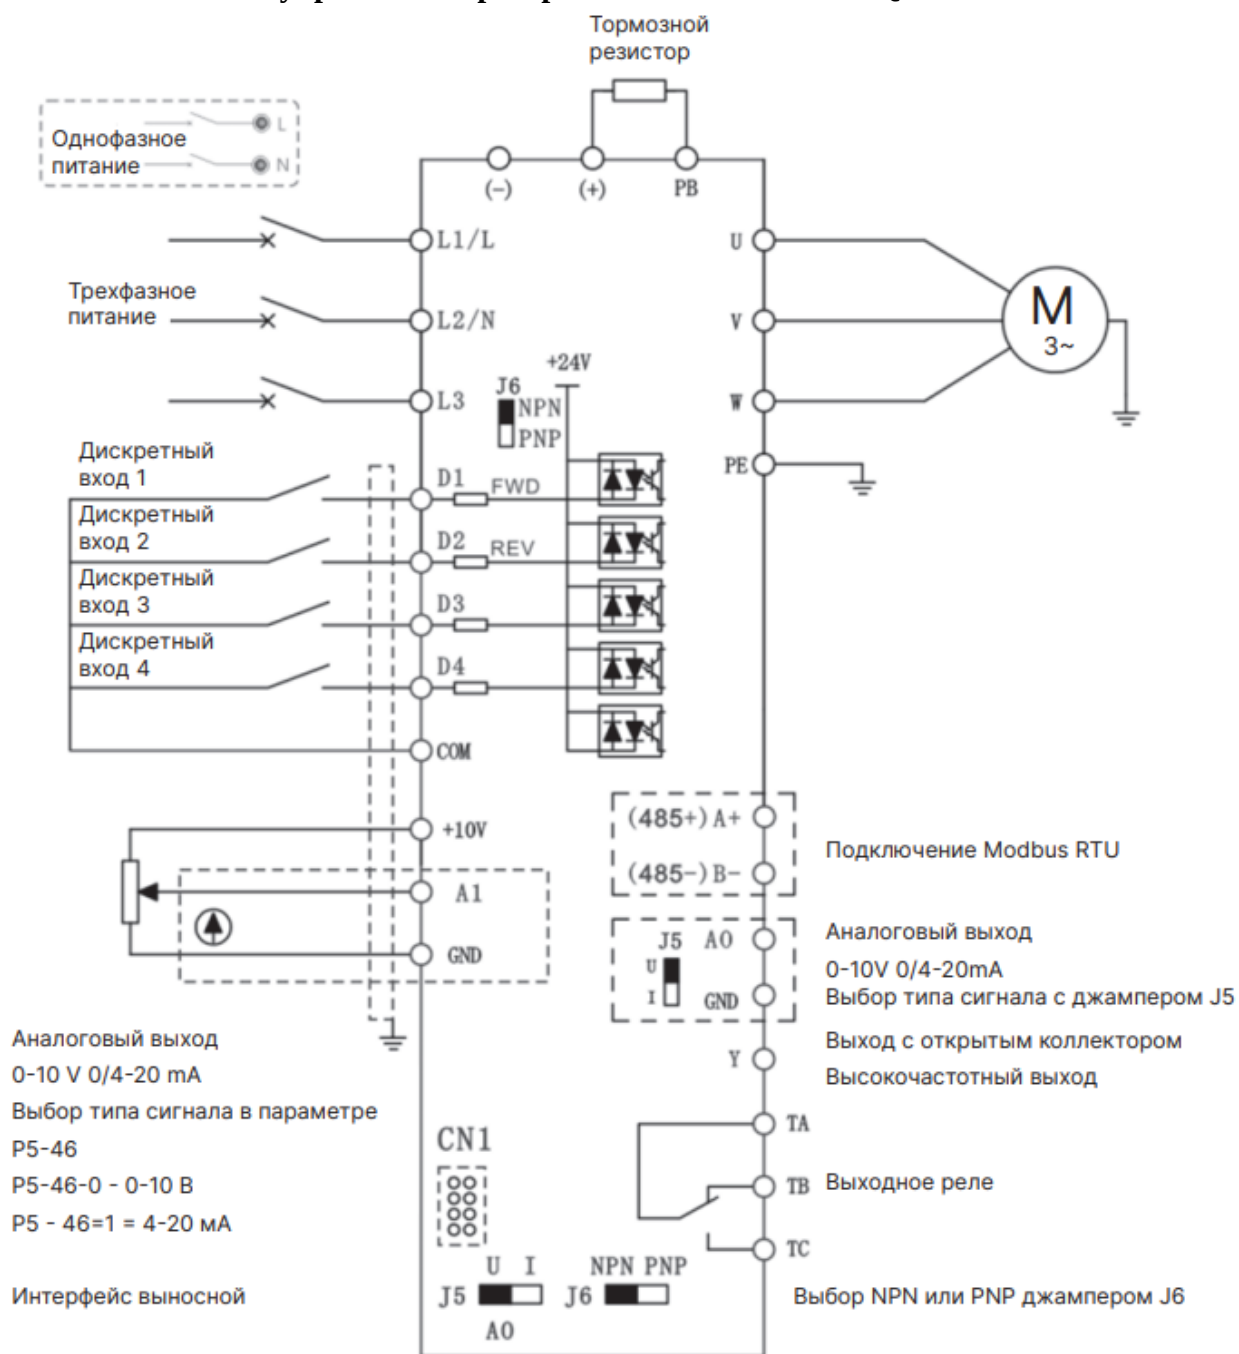 Тормозной
резистор
Однофазное
питание
L
N
(-)
(+)
PB
L1/L
U
Трехфазное
питание
L2/N
V
M
3~
+24V
J6
NPN
PNP
L3
W
PE
Дискретный
вход 1
D1
FWD
Дискретный
вход 2
D2
REV
Дискретный
вход 3
D3
Дискретный
вход 4
D4
COM
+10V
A1
GND
(485+) A+
(485-) B-
Подключение Modbus RTU
J5
AO
U
I
GND
Аналоговый выход
0-10V 0/4-20mA
Выбор типа сигнала с джампером J5
Y
Выход с открытым коллектором
Высокочастотный выход
Аналоговый выход
0-10 V 0/4-20 mA
Выбор типа сигнала в параметре
P5-46
P5-46-0 - 0-10 В
P5 - 46=1 = 4-20 мА
TA
TB
Выходное реле
TC
CN1
U I
NPN PNP
Интерфейс выносной
J5
J6
Выбор NPN или PNP джампером J6
AO